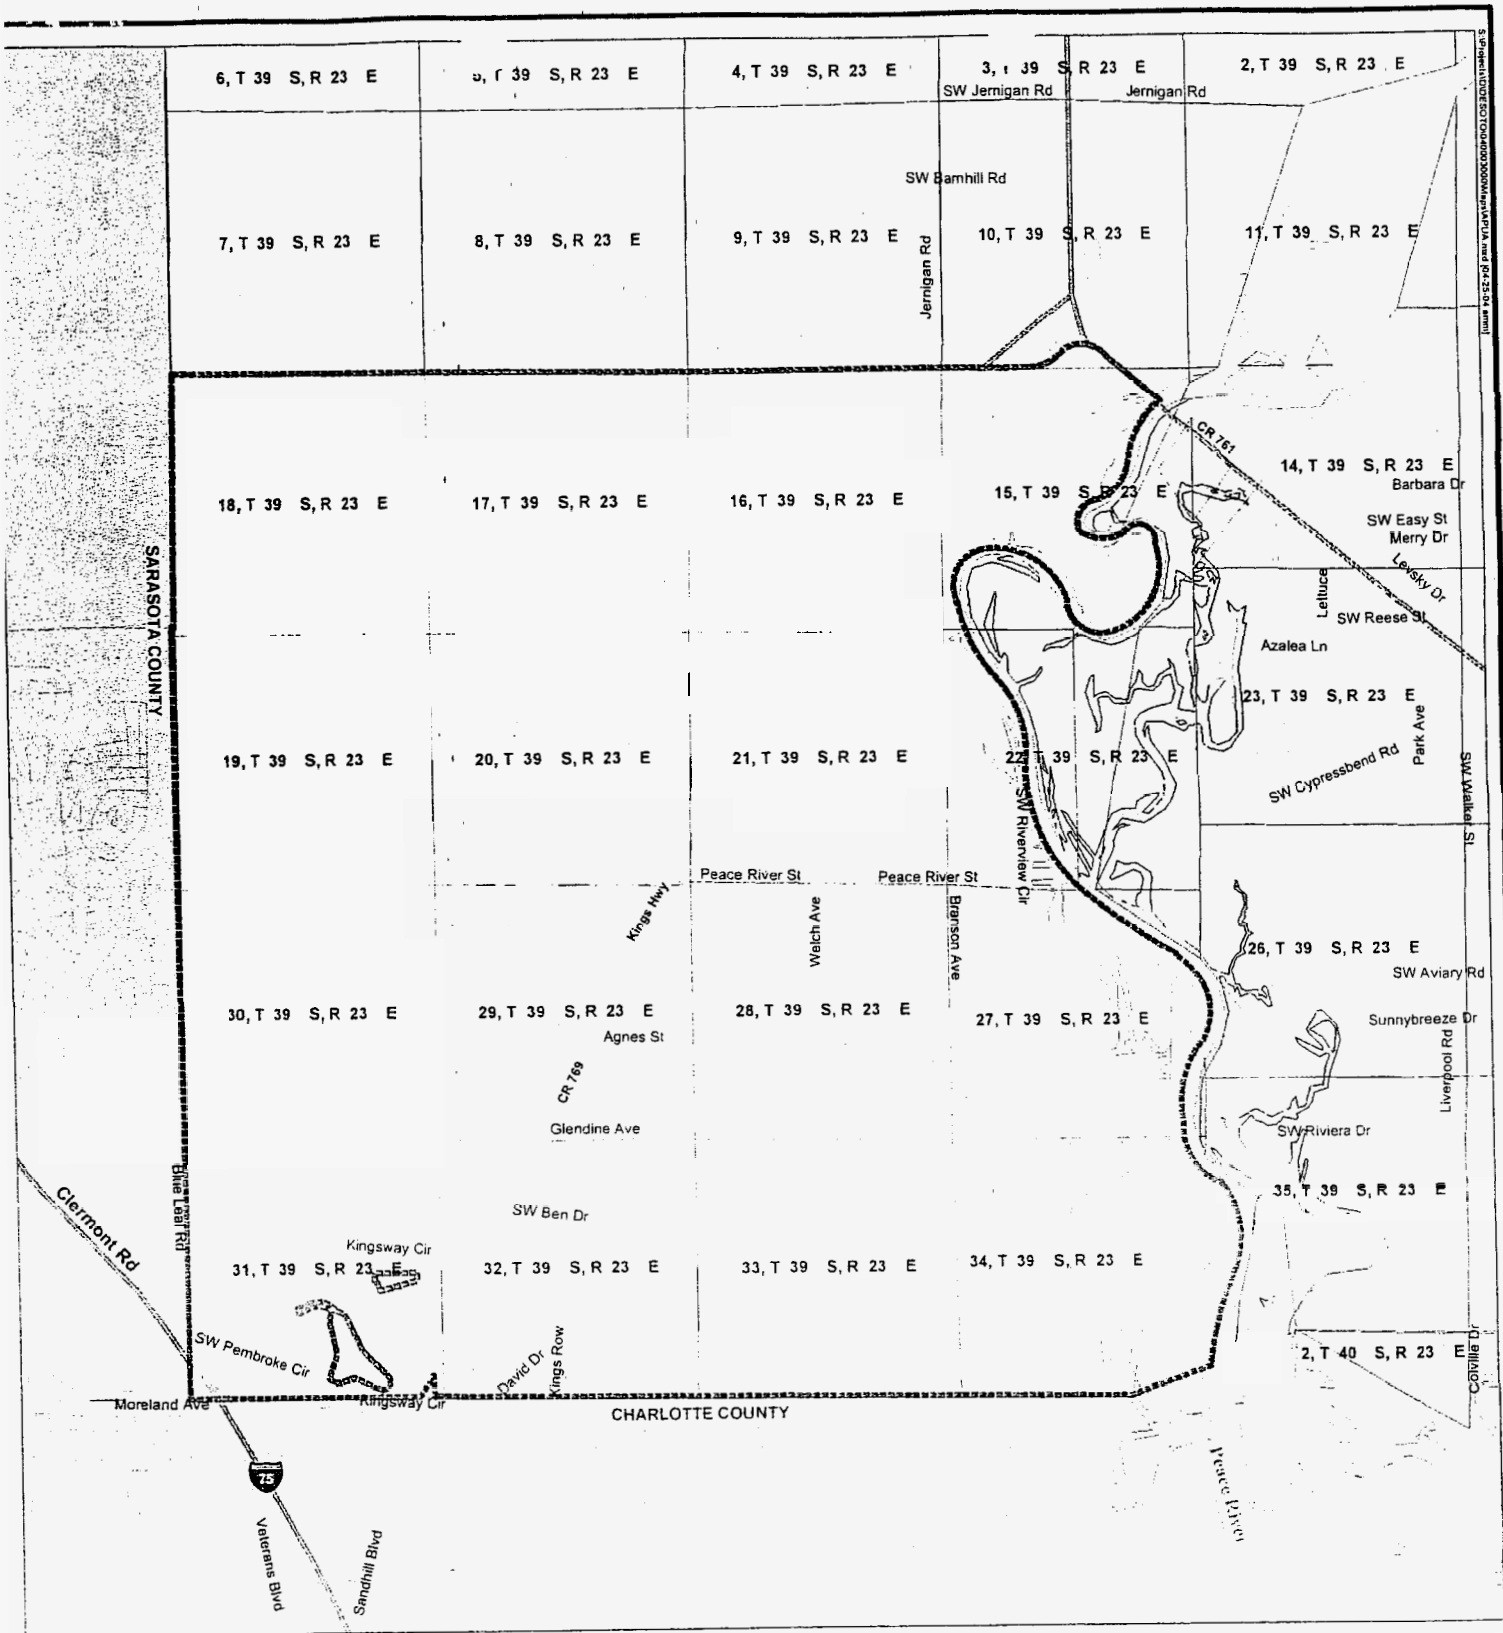 6, T 39 S, R 23 E
39 S, R 23 E
4, T 39 S, R 23 E
3, 39 S, R 23 E
2, T 39 S, R 23 E
SW Jernigan Rd
Jernigan Rd
SW Barnhill Rd
7, T 39 S, R 23 E
8, T 39 S, R 23 E
9, T 39 S, R 23 E
10, T 39 S, R 23 E
11, T 39 S, R 23 E
Jernigan Rd
CR 761
14, T 39 S, R 23 E
Barbara Dr
18, T 39 S, R 23 E
17, T 39 S, R 23 E
16, T 39 S, R 23 E
15, T 39 S, R 23 E
SW Easy St
Merry Dr
Levsky Dr
Lettuce
SW Reese St
SARASOTA COUNTY
Azalea Ln
23, T 39 S, R 23 E
Park Ave
19, T 39 S, R 23 E
20, T 39 S, R 23 E
21, T 39 S, R 23 E
22, T 39 S, R 23 E
SW Cypressbend Rd
SW Walker St
SW Riverview Cir
Peace River St
Peace River St
Kings Hwy
Welch Ave
Branson Ave
26, T 39 S, R 23 E
SW Aviary Rd
30, T 39 S, R 23 E
29, T 39 S, R 23 E
28, T 39 S, R 23 E
27, T 39 S, R 23 E
Sunnybreeze Dr
Agnes St
CR 769
Liverpool Rd
Glendine Ave
SW Riviera Dr
Blue Leaf Rd
Clermont Rd
35, T 39 S, R 23 E
SW Ben Dr
Kingsway Cir
31, T 39 S, R 23 E
32, T 39 S, R 23 E
33, T 39 S, R 23 E
34, T 39 S, R 23 E
SW Pembroke Cir
David Dr
Kings Row
2, T 40 S, R 23 E
Colville Dr
Moreland Ave
Kingsway Cir
CHARLOTTE COUNTY
Peace River
75
Veterans Blvd
Sandhill Blvd